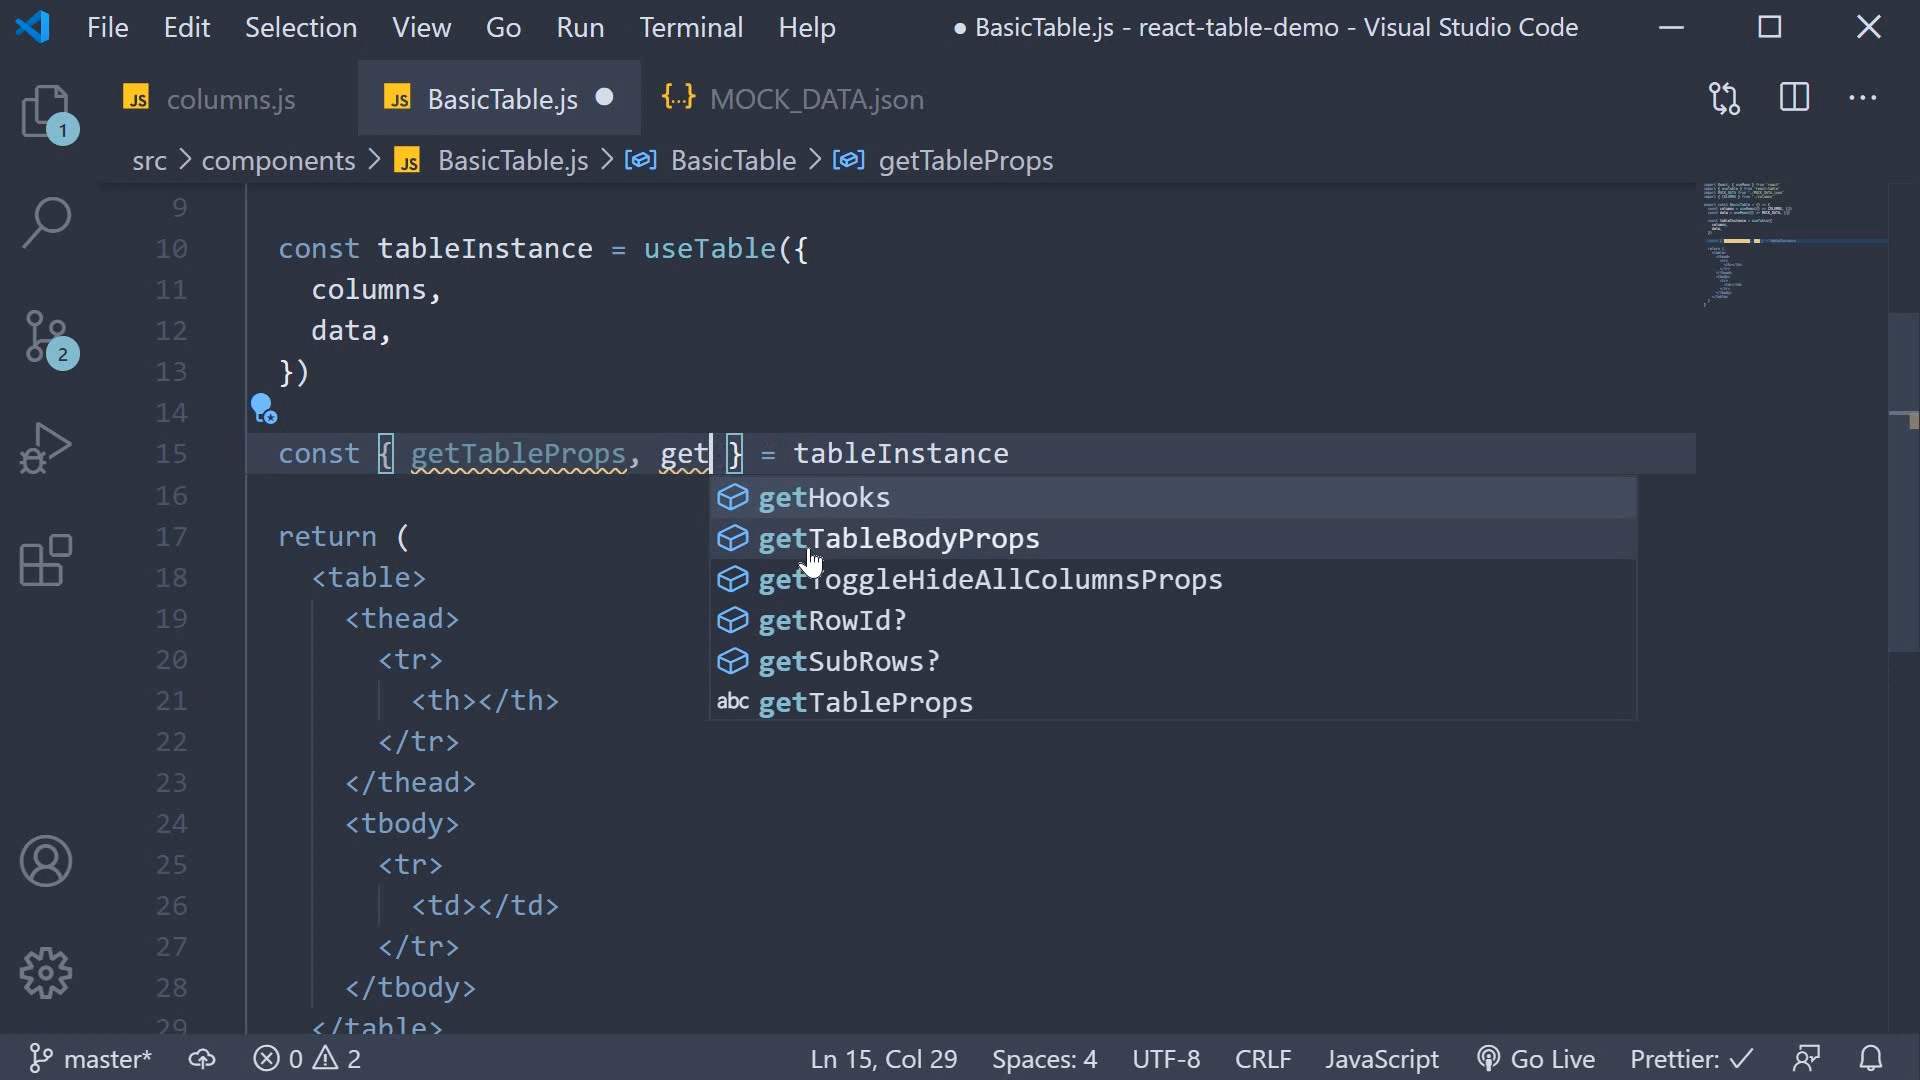 File Edit Selection View Go Run Terminal Help ● BasicTable.js - react-table-demo - Visual Studio Code
JS columns.js JS BasicTable.js ● {..} MOCK_DATA.json ...
1
src > components > JS BasicTable.js > BasicTable > getTableProps
9
10 const tableInstance = useTable({
11 columns,
12 data,
13 })
14
15 const { getTableProps, get } = tableInstance
16
17 return (
18 <table>
19 <thead>
20 <tr>
21 <th></th>
22 </tr>
23 </thead>
24 <tbody>
25 <tr>
26 <td></td>
27 </tr>
28 </tbody>
29 </table>
2
getHooks
getTableBodyProps
getToggleHideAllColumnsProps
getRowId?
getSubRows?
abc getTableProps
master* 0 2 Ln 15, Col 29 Spaces: 4 UTF-8 CRLF JavaScript Go Live Prettier: ✓